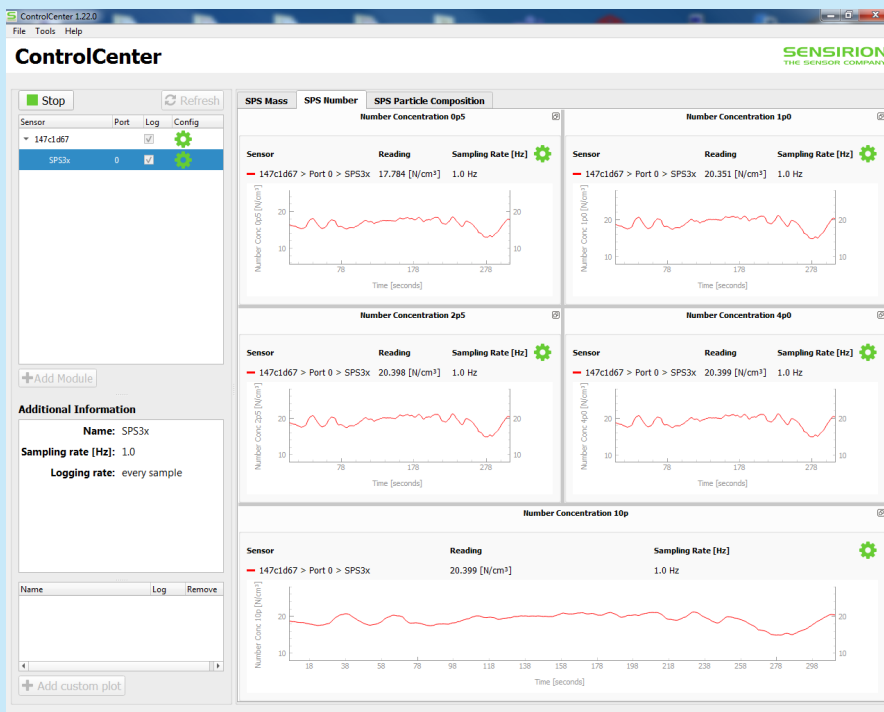 ControlCenter 1.22.0
File Tools Help
ControlCenter
SENSIRION
THE SENSOR COMPANY
Stop
Refresh
Sensor Port Log Config
147c1d67
SPS3x 0
Add Module
Additional Information
Name: SPS3x
Sampling rate [Hz]: 1.0
Logging rate: every sample
Name Log Remove
Add custom plot
SPS Mass SPS Number SPS Particle Composition
Number Concentration 0p5
Sensor Reading Sampling Rate [Hz]
147c1d67 > Port 0 > SPS3x 17.784 [N/cm³] 1.0 Hz
Number Conc 0p5 [N/cm³]
20 20
10 10
78 178 278
Time [seconds]
Number Concentration 1p0
Sensor Reading Sampling Rate [Hz]
147c1d67 > Port 0 > SPS3x 20.351 [N/cm³] 1.0 Hz
Number Conc 1p0 [N/cm³]
20 20
10 10
78 178 278
Time [seconds]
Number Concentration 2p5
Sensor Reading Sampling Rate [Hz]
147c1d67 > Port 0 > SPS3x 20.398 [N/cm³] 1.0 Hz
Number Conc 2p5 [N/cm³]
20 20
10 10
78 178 278
Time [seconds]
Number Concentration 4p0
Sensor Reading Sampling Rate [Hz]
147c1d67 > Port 0 > SPS3x 20.399 [N/cm³] 1.0 Hz
Number Conc 4p0 [N/cm³]
20 20
10 10
78 178 278
Time [seconds]
Number Concentration 10p
Sensor Reading Sampling Rate [Hz]
147c1d67 > Port 0 > SPS3x 20.399 [N/cm³] 1.0 Hz
Number Conc 10p [N/cm³]
20 20
10 10
18 38 58 78 98 118 138 158 178 198 218 238 258 278 298
Time [seconds]